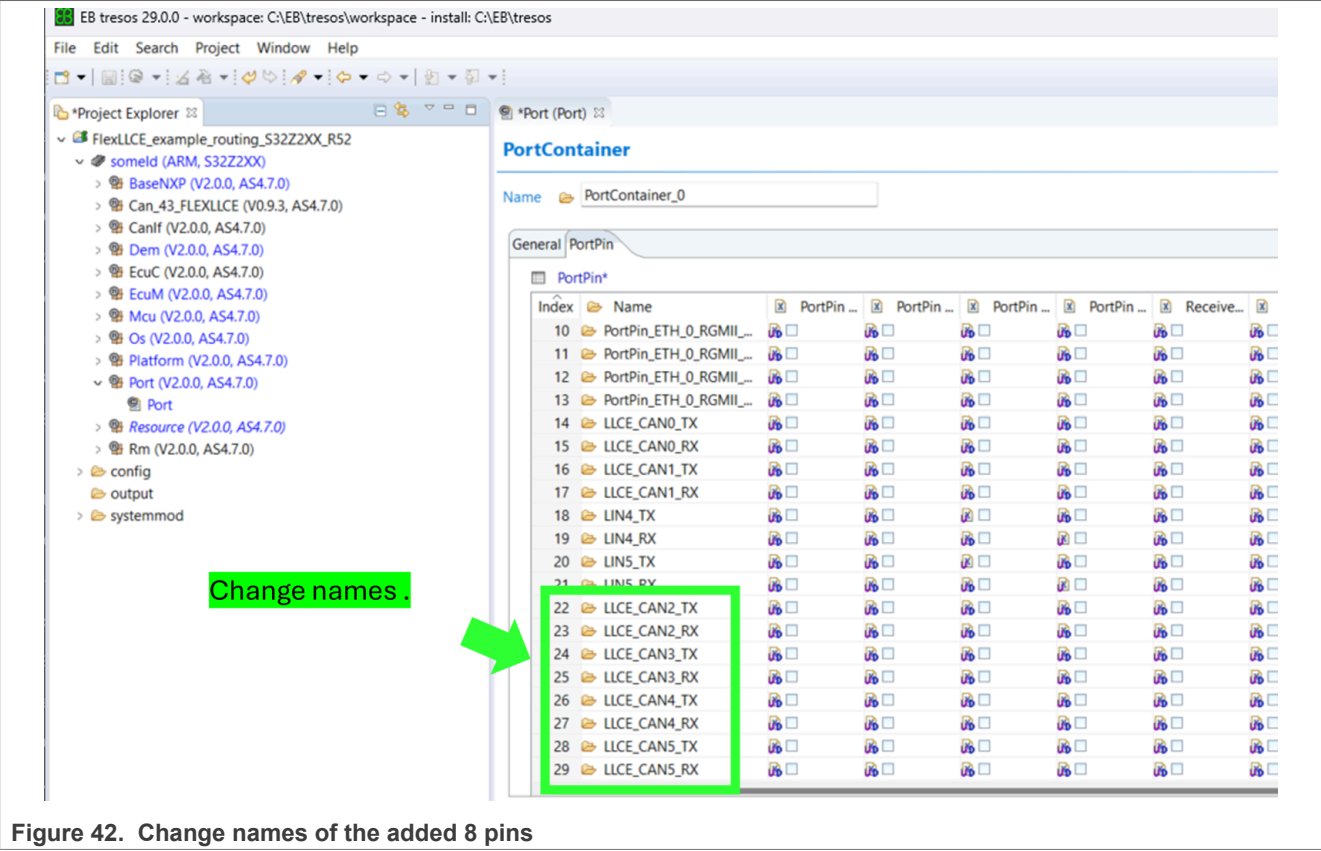 EB tresos 29.0.0 - workspace: C:\EB\tresos\workspace - install: C:\EB\tresos
File Edit Search Project Window Help
*Project Explorer
*Port (Port)
FlexLLCE_example_routing_S32Z2XX_R52
someId (ARM, S32Z2XX)
BaseNXP (V2.0.0, AS4.7.0)
Can_43_FLEXLLCE (V0.9.3, AS4.7.0)
CanIf (V2.0.0, AS4.7.0)
Dem (V2.0.0, AS4.7.0)
EcuC (V2.0.0, AS4.7.0)
EcuM (V2.0.0, AS4.7.0)
Mcu (V2.0.0, AS4.7.0)
Os (V2.0.0, AS4.7.0)
Platform (V2.0.0, AS4.7.0)
Port (V2.0.0, AS4.7.0)
Port
Resource (V2.0.0, AS4.7.0)
Rm (V2.0.0, AS4.7.0)
config
output
systemmod
PortContainer
Name PortContainer_0
General PortPin
PortPin*
Index Name PortPin ... PortPin ... PortPin ... PortPin ... Receive...
10 PortPin_ETH_0_RGMII_...
11 PortPin_ETH_0_RGMII_...
12 PortPin_ETH_0_RGMII_...
13 PortPin_ETH_0_RGMII_...
14 LLCE_CAN0_TX
15 LLCE_CAN0_RX
16 LLCE_CAN1_TX
17 LLCE_CAN1_RX
18 LIN4_TX
19 LIN4_RX
20 LIN5_TX
21 LIN5_RX
22 LLCE_CAN2_TX
23 LLCE_CAN2_RX
24 LLCE_CAN3_TX
25 LLCE_CAN3_RX
26 LLCE_CAN4_TX
27 LLCE_CAN4_RX
28 LLCE_CAN5_TX
29 LLCE_CAN5_RX
Change names .
Figure 42. Change names of the added 8 pins